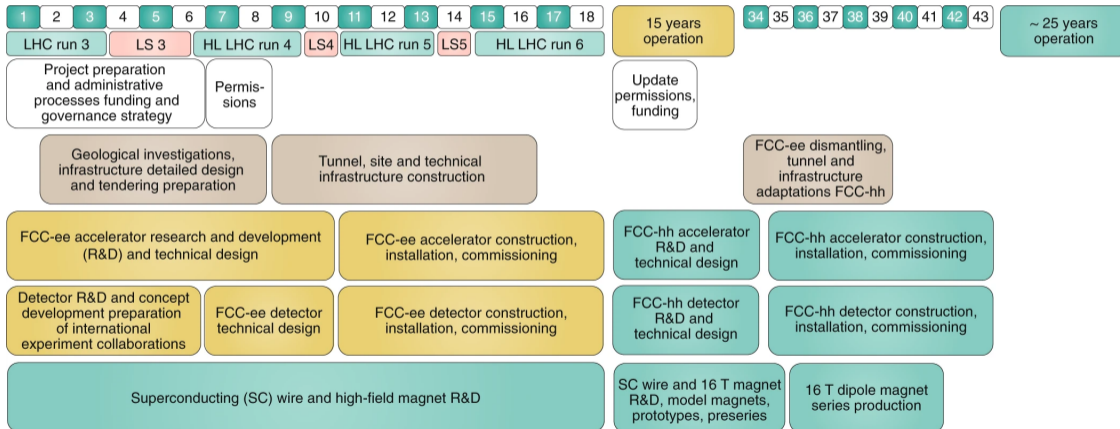 1 2 3 4 5 6 7 8 9 10 11 12 13 14 15 16 17 18
15 years
operation
34 35 36 37 38 39 40 41 42 43
~ 25 years
operation
LHC run 3
LS 3
HL LHC run 4
LS4
HL LHC run 5
LS5
HL LHC run 6
Project preparation
and administrative
processes funding and
governance strategy
Permis-
sions
Update
permissions,
funding
Geological investigations,
infrastructure detailed design
and tendering preparation
Tunnel, site and technical
infrastructure construction
FCC-ee dismantling,
tunnel and
infrastructure
adaptations FCC-hh
FCC-ee accelerator research and development
(R&D) and technical design
FCC-ee accelerator construction,
installation, commissioning
FCC-hh accelerator
R&D and
technical design
FCC-hh accelerator construction,
installation, commissioning
Detector R&D and concept
development preparation
of international
experiment collaborations
FCC-ee detector
technical design
FCC-ee detector construction,
installation, commissioning
FCC-hh detector
R&D and
technical design
FCC-hh detector construction,
installation, commissioning
Superconducting (SC) wire and high-field magnet R&D
SC wire and 16 T magnet
R&D, model magnets,
prototypes, preseries
16 T dipole magnet
series production